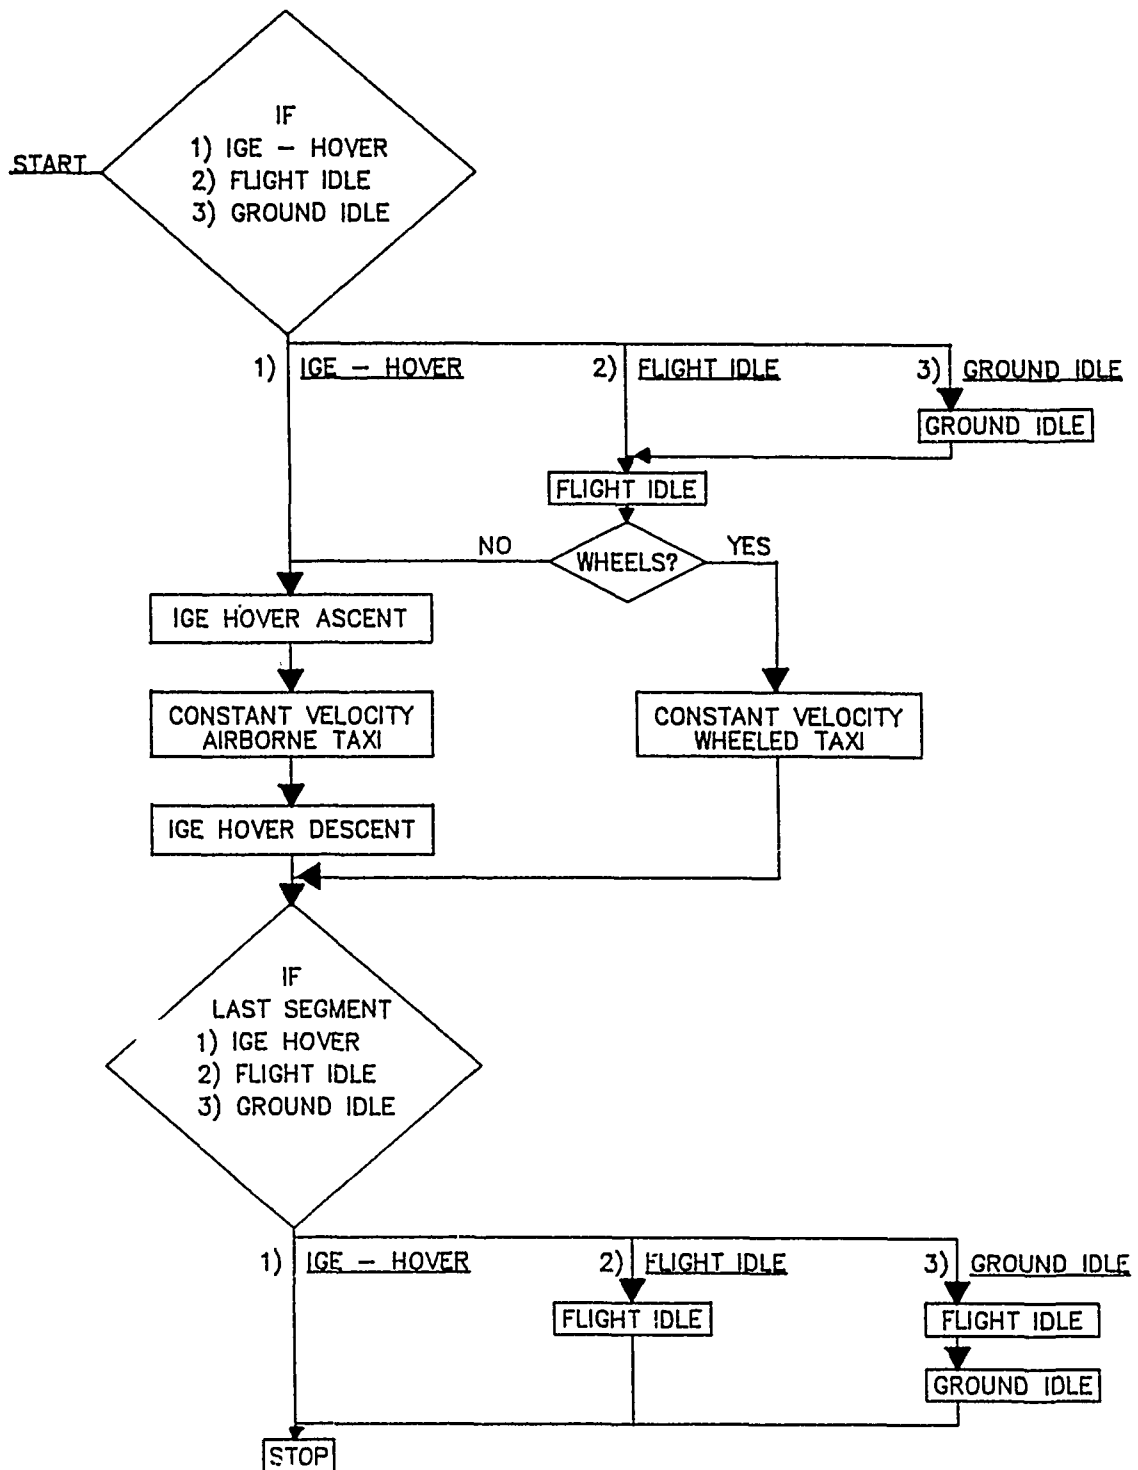 IF
1) IGE - HOVER
START
2) FLIGHT IDLE
3) GROUND IDLE
1) IGE - HOVER
2) FLIGHT IDLE
3) GROUND IDLE
GROUND IDLE
FLIGHT IDLE
NO
WHEELS?
YES
IGE HOVER ASCENT
CONSTANT VELOCITY
AIRBORNE TAXI
CONSTANT VELOCITY
WHEELED TAXI
IGE HOVER DESCENT
IF
LAST SEGMENT
1) IGE HOVER
2) FLIGHT IDLE
3) GROUND IDLE
1) IGE - HOVER
2) FLIGHT IDLE
3) GROUND IDLE
FLIGHT IDLE
FLIGHT IDLE
GROUND IDLE
STOP